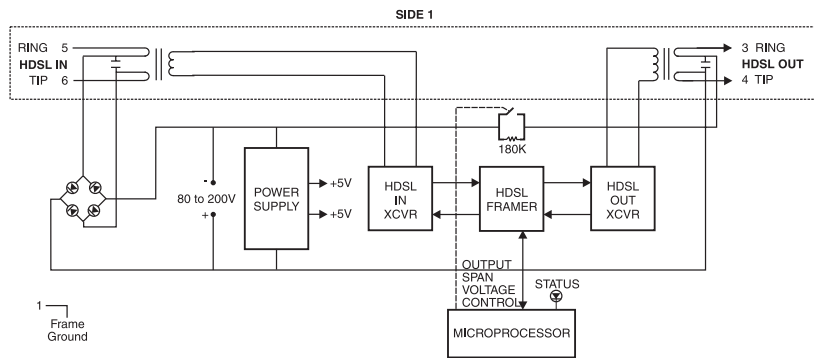 SIDE 1
RING 5
HDSL IN
TIP 6
3 RING
HDSL OUT
4 TIP
180K
-
80 to 200V
+
POWER
SUPPLY
+5V
+5V
HDSL
IN
XCVR
HDSL
FRAMER
HDSL
OUT
XCVR
OUTPUT
SPAN
VOLTAGE
CONTROL
STATUS
MICROPROCESSOR
1
Frame
Ground